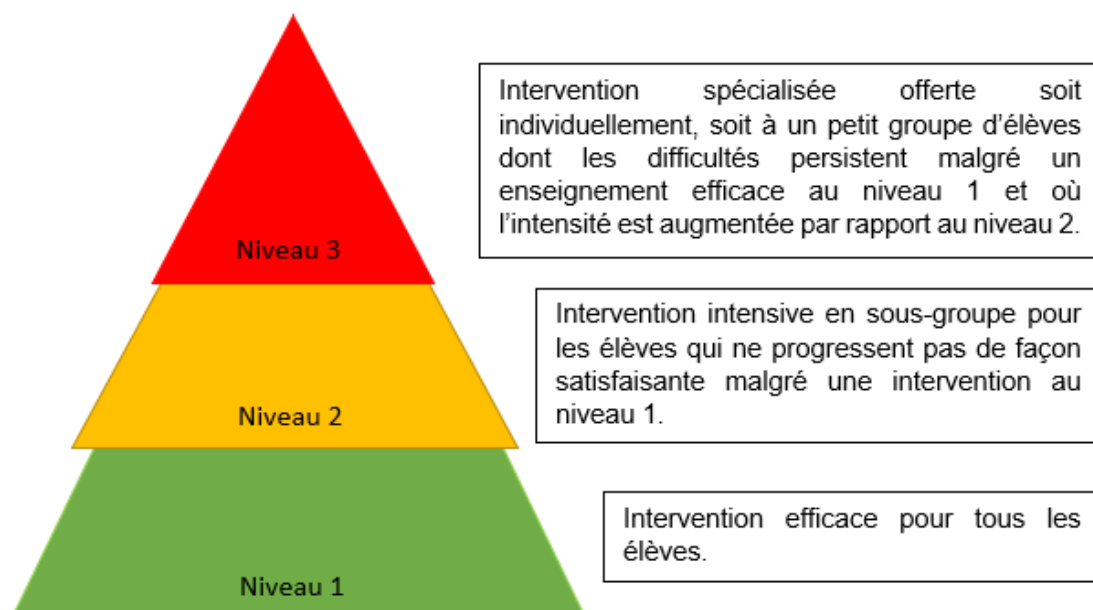 Intervention spécialisée offerte soit
individuellement, soit à un petit groupe d’élèves
dont les difficultés persistent malgré un
enseignement efficace au niveau 1 et où
l’intensité est augmentée par rapport au niveau 2.
Niveau 3
Intervention intensive en sous-groupe pour
les élèves qui ne progressent pas de façon
satisfaisante malgré une intervention au
niveau 1.
Niveau 2
Intervention efficace pour tous les
élèves.
Niveau 1